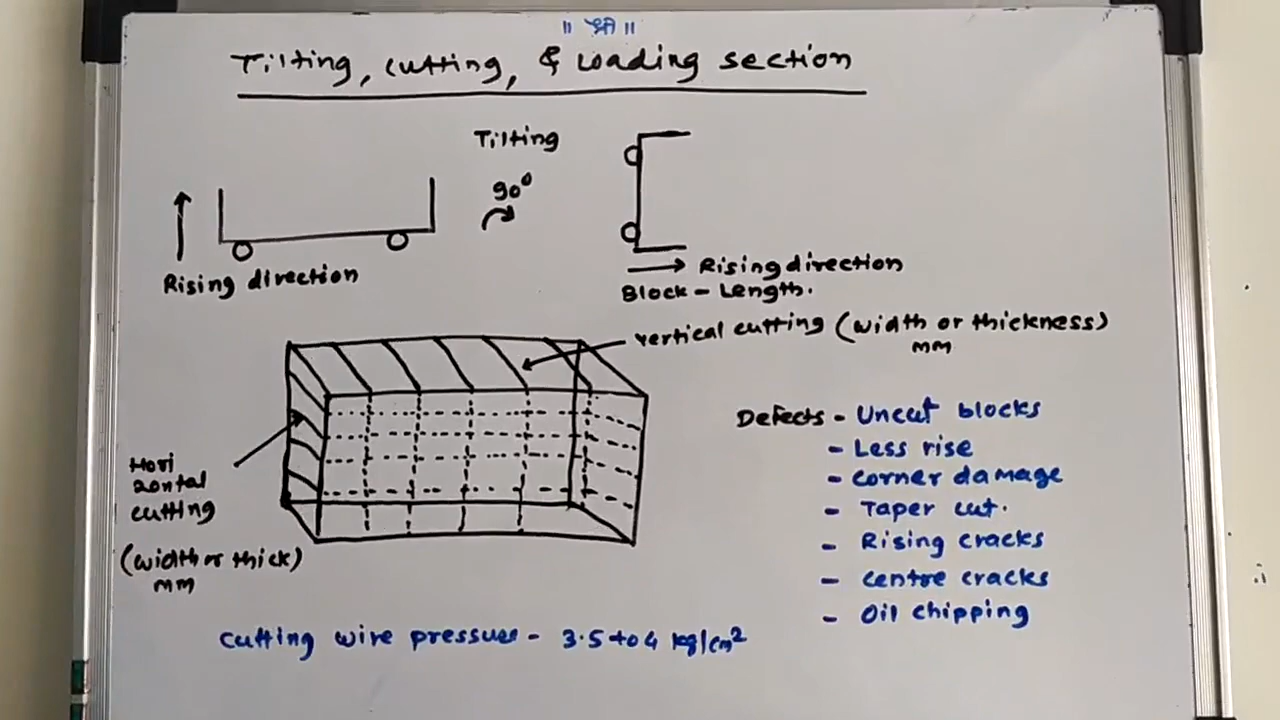 ॥ श्री ॥
Tilting, cutting, & Loading section
Tilting
90°
Rising direction
Rising direction
Block - Length.
vertical cutting (width or thickness)
mm
Hori
zontal
cutting
(width or thick)
mm
Defects - Uncut blocks
- Less rise
- corner damage
- Taper cut.
- Rising cracks
- centre cracks
- Oil chipping
cutting wire pressure - 3.5 to 4 kg/cm²